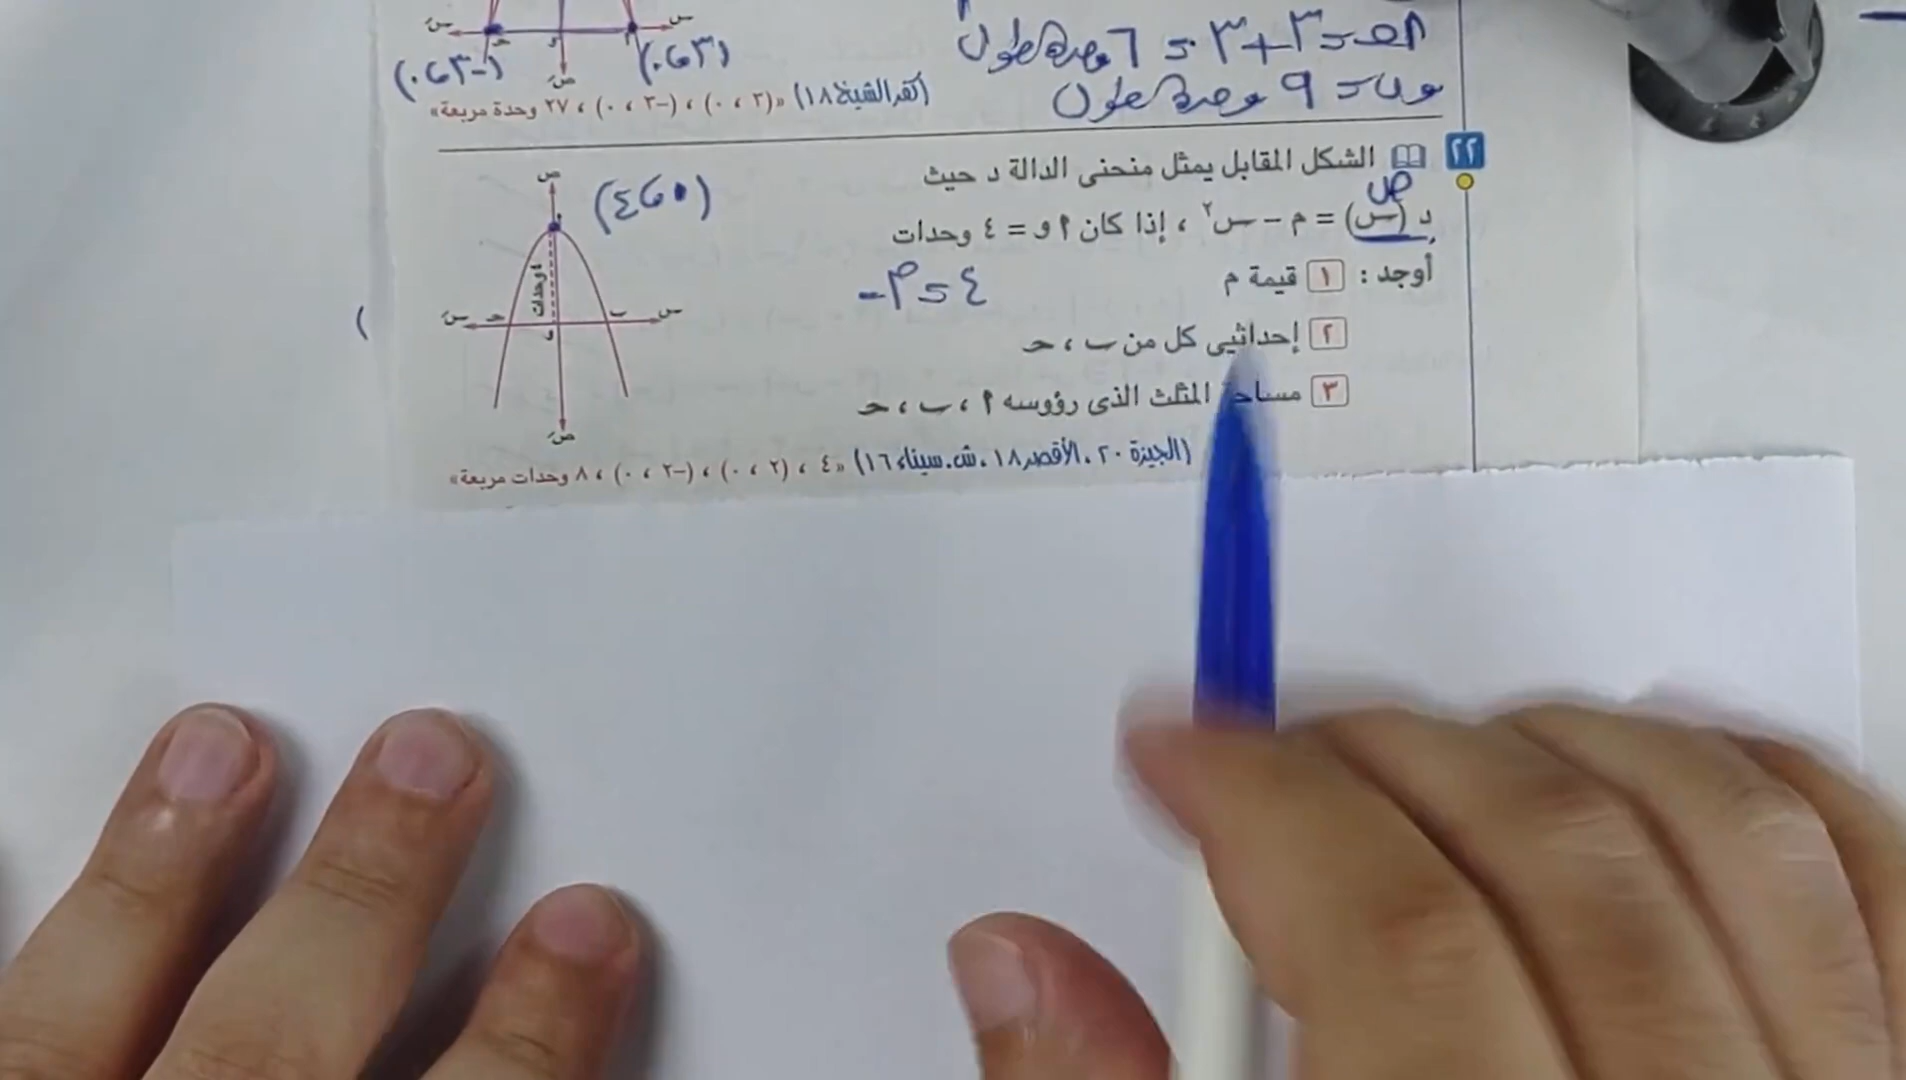 س س
(٣ ، ٠) (-٣ ، ٠)
ص
أ حـ = ٣ + ٣ = ٦ وحدة طول
و ب = ٩ وحدة طول
(كفر الشيخ ١٨) «(٣ ، ٠) ، (-٣ ، ٠) ، ٢٧ وحدة مربعة»
٢٢ الشكل المقابل يمثل منحنى الدالة د حيث
ص
د (س) = م - س٢ ، إذا كان أ و = ٤ وحدات
أوجد : ١ قيمة م
م = ٤
٢ إحداثيى كل من ب ، حـ
٣ مساحة المثلث الذى رؤوسه أ ، ب ، حـ
(الجيزة ٢٠ ، الأقصر ١٨ ، ش. سيناء ١٦) «٤ ، (٢ ، ٠) ، (-٢ ، ٠) ، ٨ وحدات مربعة»
ص
(٠ ، ٤)
أ
٤ وحدات
س ب حـ س
و
ص